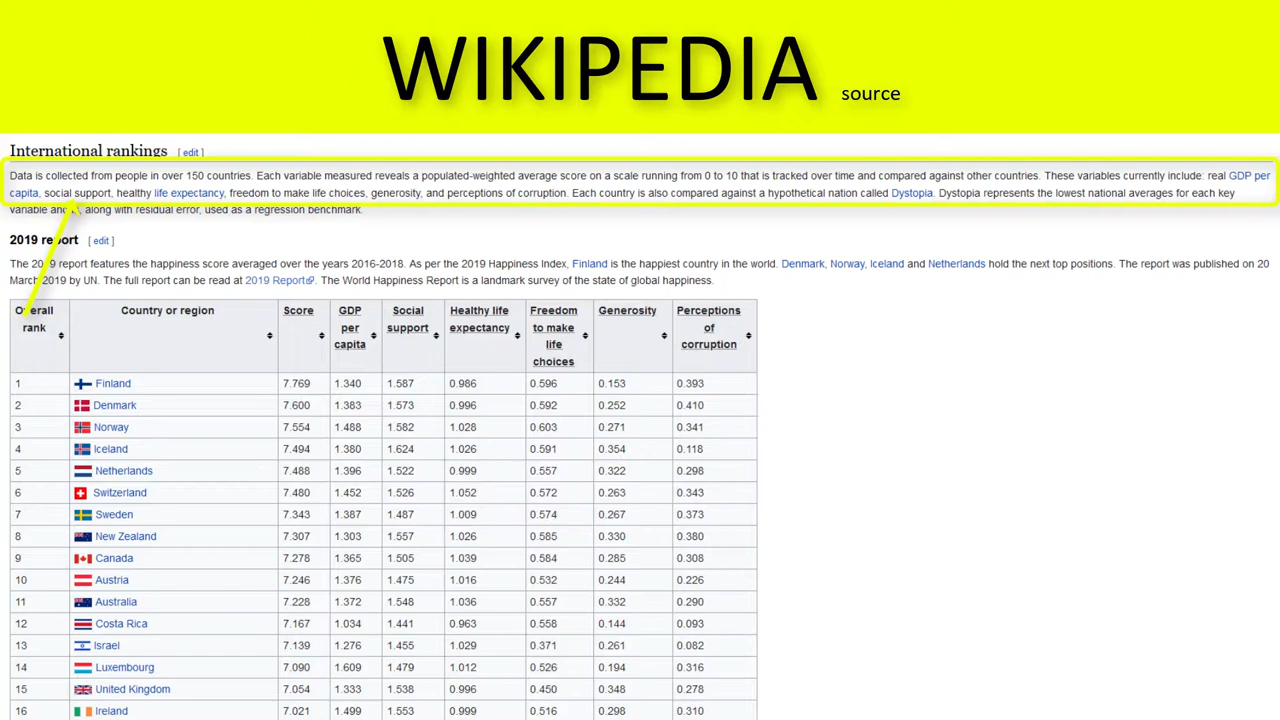 WIKIPEDIA source
International rankings [ edit ]
Data is collected from people in over 150 countries. Each variable measured reveals a populated-weighted average score on a scale running from 0 to 10 that is tracked over time and compared against other countries. These variables currently include: real GDP per
capita, social support, healthy life expectancy, freedom to make life choices, generosity, and perceptions of corruption. Each country is also compared against a hypothetical nation called Dystopia. Dystopia represents the lowest national averages for each key
variable and is, along with residual error, used as a regression benchmark.
2019 report [ edit ]
The 2019 report features the happiness score averaged over the years 2016-2018. As per the 2019 Happiness Index, Finland is the happiest country in the world. Denmark, Norway, Iceland and Netherlands hold the next top positions. The report was published on 20
March 2019 by UN. The full report can be read at 2019 Report. The World Happiness Report is a landmark survey of the state of global happiness.
Overall rank Country or region Score GDP per capita Social support Healthy life expectancy Freedom to make life choices Generosity Perceptions of corruption
1 Finland 7.769 1.340 1.587 0.986 0.596 0.153 0.393
2 Denmark 7.600 1.383 1.573 0.996 0.592 0.252 0.410
3 Norway 7.554 1.488 1.582 1.028 0.603 0.271 0.341
4 Iceland 7.494 1.380 1.624 1.026 0.591 0.354 0.118
5 Netherlands 7.488 1.396 1.522 0.999 0.557 0.322 0.298
6 Switzerland 7.480 1.452 1.526 1.052 0.572 0.263 0.343
7 Sweden 7.343 1.387 1.487 1.009 0.574 0.267 0.373
8 New Zealand 7.307 1.303 1.557 1.026 0.585 0.330 0.380
9 Canada 7.278 1.365 1.505 1.039 0.584 0.285 0.308
10 Austria 7.246 1.376 1.475 1.016 0.532 0.244 0.226
11 Australia 7.228 1.372 1.548 1.036 0.557 0.332 0.290
12 Costa Rica 7.167 1.034 1.441 0.963 0.558 0.144 0.093
13 Israel 7.139 1.276 1.455 1.029 0.371 0.261 0.082
14 Luxembourg 7.090 1.609 1.479 1.012 0.526 0.194 0.316
15 United Kingdom 7.054 1.333 1.538 0.996 0.450 0.348 0.278
16 Ireland 7.021 1.499 1.553 0.999 0.516 0.298 0.310